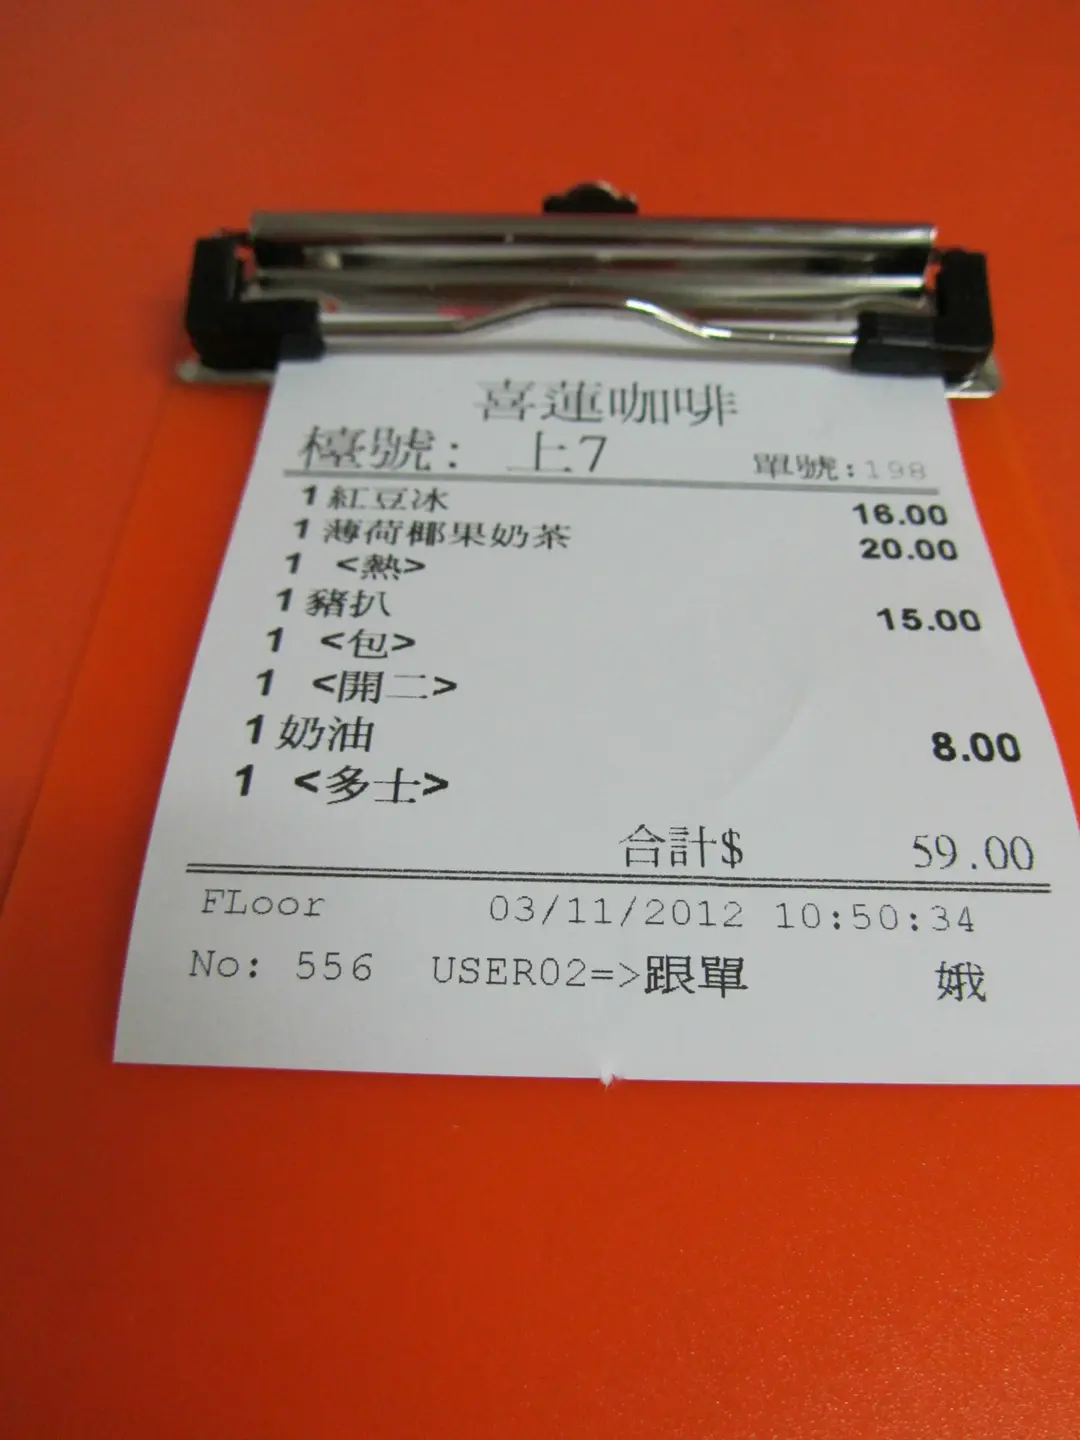 喜蓮咖啡
檯號: 上7 單號:198
1 紅豆冰 16.00
1 薄荷椰果奶茶 20.00
1 <熱>
1 豬扒 15.00
1 <包>
1 <開二>
1 奶油 8.00
1 <多士>
合計$ 59.00
FLoor 03/11/2012 10:50:34
No: 556 USER02=>跟單 娥